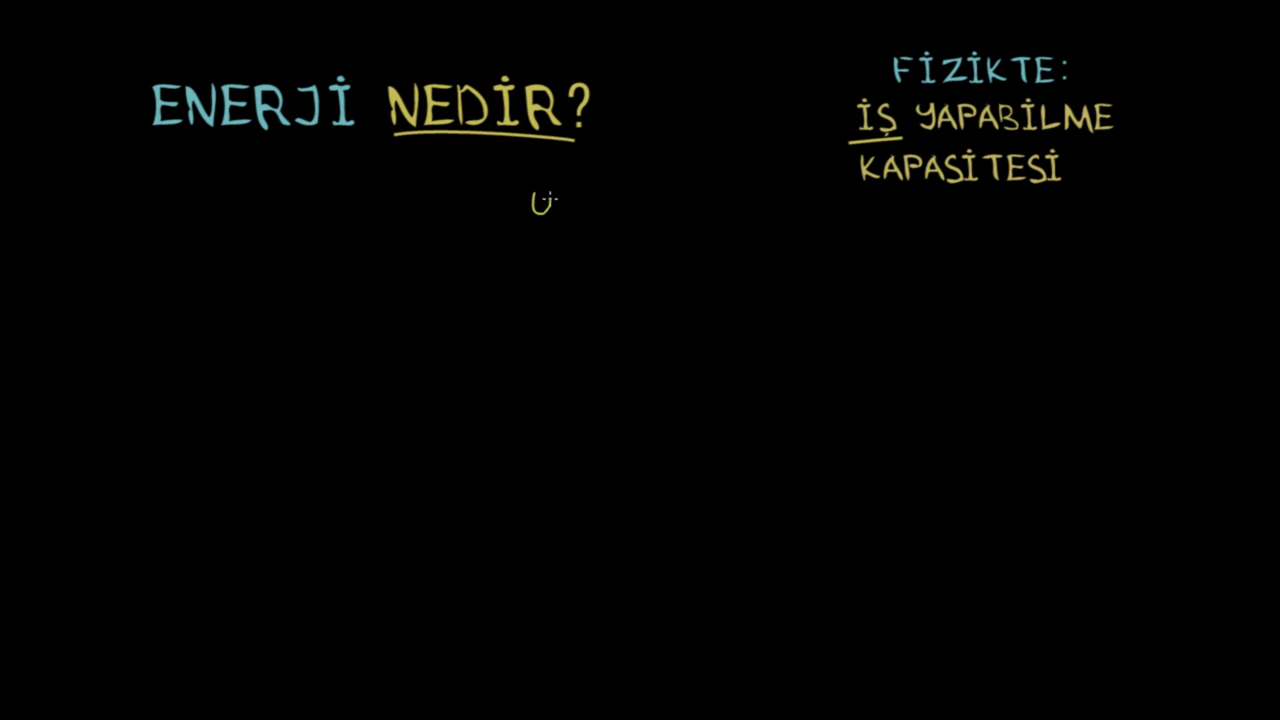 ENERJİ NEDİR?
FİZİKTE:
İŞ YAPABİLME
KAPASİTESİ
U